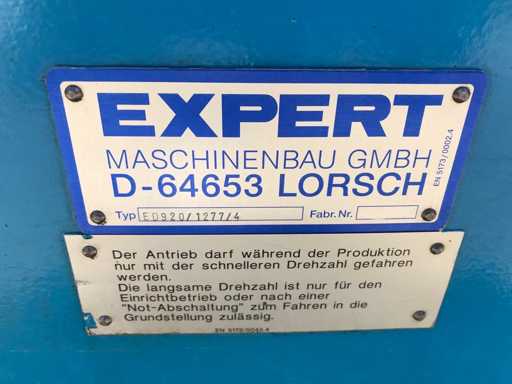 EXPERT
MASCHINENBAU GMBH
D-64653 LORSCH
EN 5173/0002.4
Typ ED920/1277/4 Fabr. Nr.
Der Antrieb darf während der Produktion
nur mit der schnelleren Drehzahl gefahren
werden.
Die langsame Drehzahl ist nur für den
Einrichtbetrieb oder nach einer
"Not-Abschaltung" zum Fahren in die
Grundstellung zulässig.